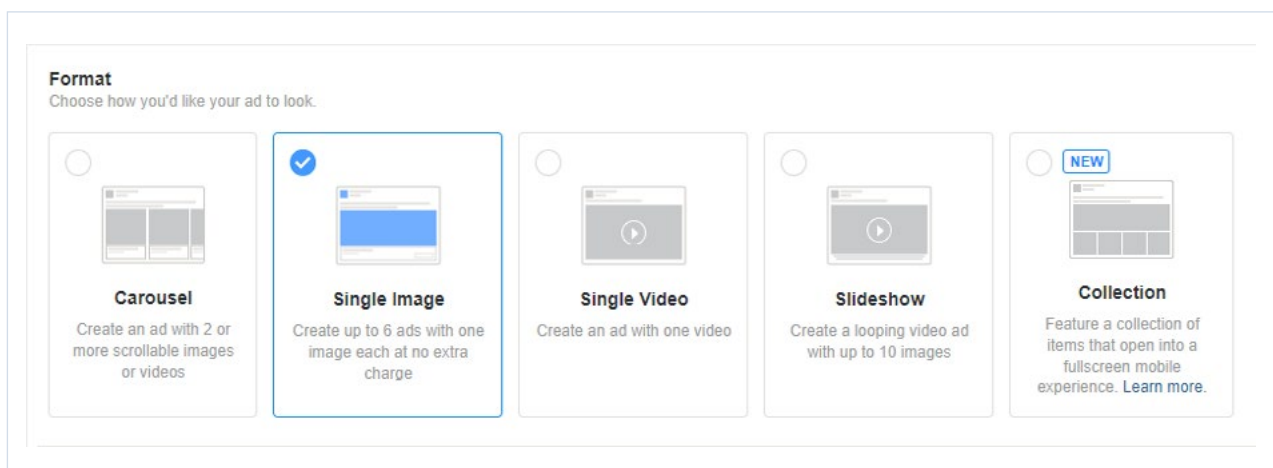 Format
Choose how you'd like your ad to look.
Carousel
Create an ad with 2 or
more scrollable images
or videos
Single Image
Create up to 6 ads with one
image each at no extra
charge
Single Video
Create an ad with one video
Slideshow
Create a looping video ad
with up to 10 images
NEW
Collection
Feature a collection of
items that open into a
fullscreen mobile
experience. Learn more.